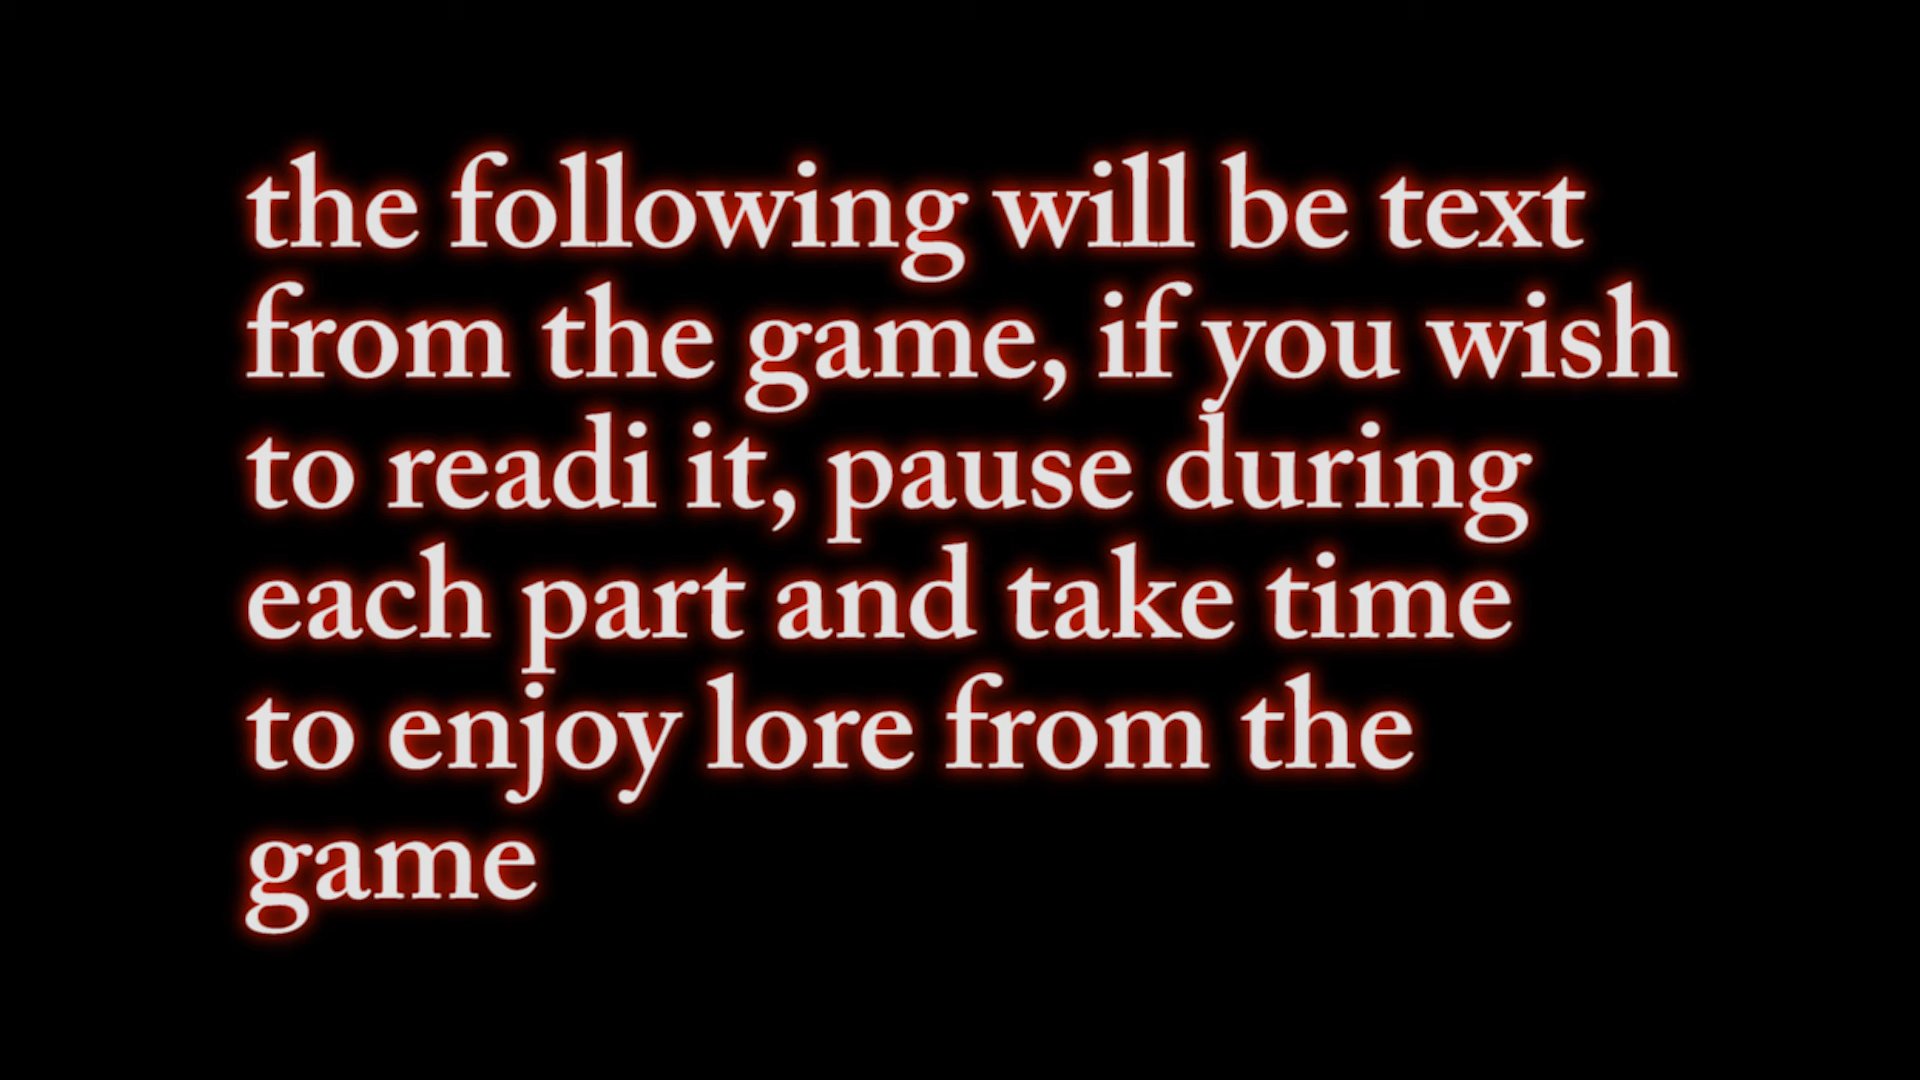 the following will be text
from the game, if you wish
to readi it, pause during
each part and take time
to enjoy lore from the
game